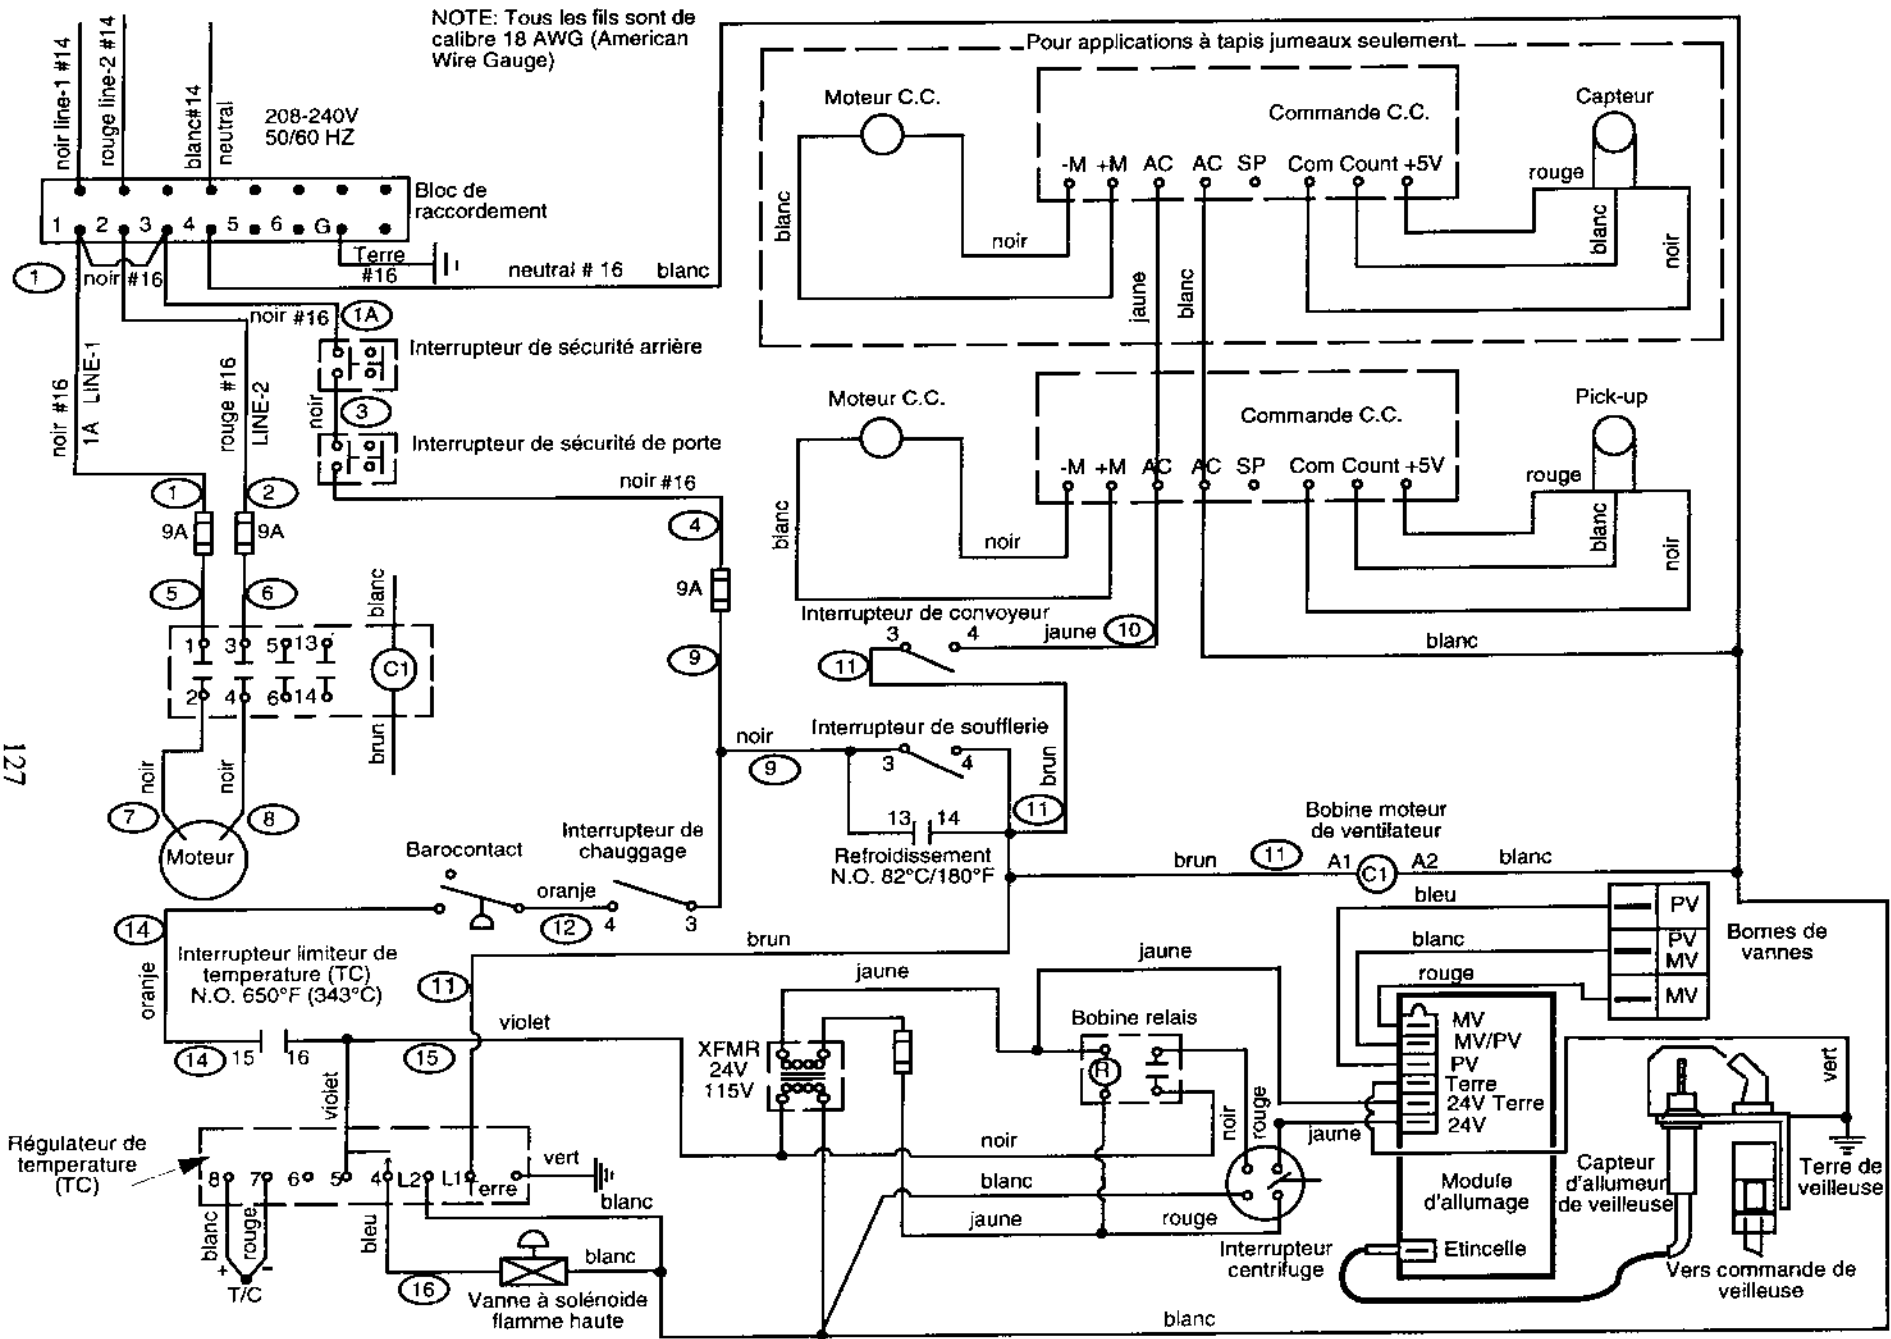 NOTE: Tous les fils sont de
calibre 18 AWG (American
Wire Gauge)
noir line-1 #14
rouge line-2 #14
blanc#14
neutral
208-240V
50/60 HZ
Bloc de
raccordement
1 2 3 4 5 6 G
Terre
#16
1
noir #16
neutral # 16 blanc
noir #16
1A
Interrupteur de sécurité arrière
noir
3
Interrupteur de sécurité de porte
noir #16
noir #16
1A LINE-1
rouge #16
LINE-2
1
2
9A
9A
5
6
4
9A
9
1 3 5 13
2 4 6 14
blanc
C1
brun
noir
noir
7
8
Moteur
127
Pour applications à tapis jumeaux seulement
Moteur C.C.
Commande C.C.
Capteur
-M +M AC AC SP Com Count +5V
blanc
noir
jaune
blanc
rouge
blanc
noir
Moteur C.C.
Commande C.C.
Pick-up
-M +M AC AC SP Com Count +5V
blanc
noir
rouge
blanc
noir
Interrupteur de convoyeur
3 4
jaune
10
11
blanc
noir
9
Interrupteur de soufflerie
3 4
brun
11
13 14
Refroidissement
N.O. 82°C/180°F
Bobine moteur
de ventilateur
brun
11
A1
C1
A2
blanc
Barocontact
Interrupteur de
chauggage
oranje
12
4
3
14
oranje
Interrupteur limiteur de
temperature (TC)
N.O. 650°F (343°C)
14
15 16
brun
11
violet
15
violet
jaune
XFMR
24V
115V
jaune
Bobine relais
R
noir
rouge
noir
blanc
jaune
rouge
jaune
Interrupteur
centrifuge
bleu
blanc
rouge
PV
PV
MV
MV
Bornes de
vannes
MV
MV/PV
PV
Terre
24V Terre
24V
Module
d'allumage
Etincelle
vert
Capteur
d'allumeur
de veilleuse
Terre de
veilleuse
Vers commande de
veilleuse
Régulateur de
temperature
(TC)
8 7 6 5 4 L2 L1 erre
vert
blanc
blanc
rouge
+ -
T/C
bleu
16
blanc
Vanne à solénoide
flamme haute
blanc